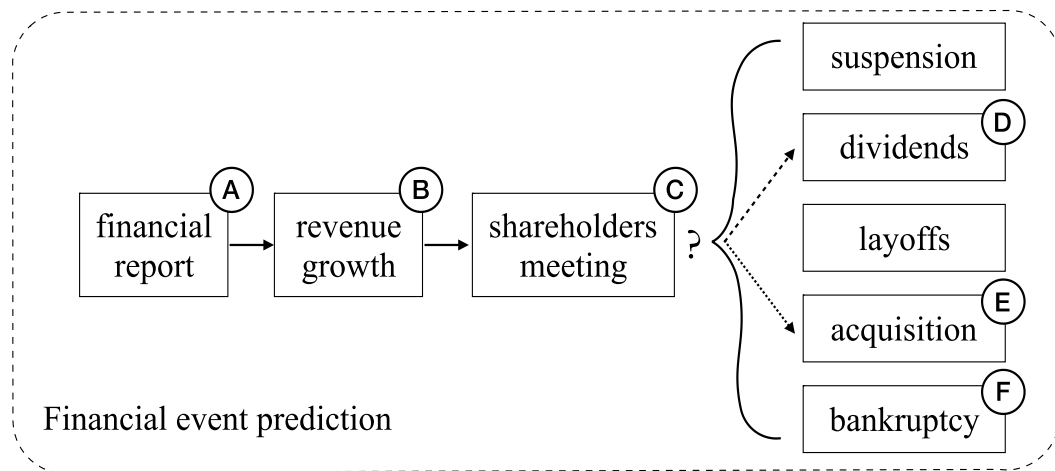 suspension
D
dividends
A
B
C
financial
report
revenue
growth
shareholders
meeting
?
layoffs
E
acquisition
F
bankruptcy
Financial event prediction